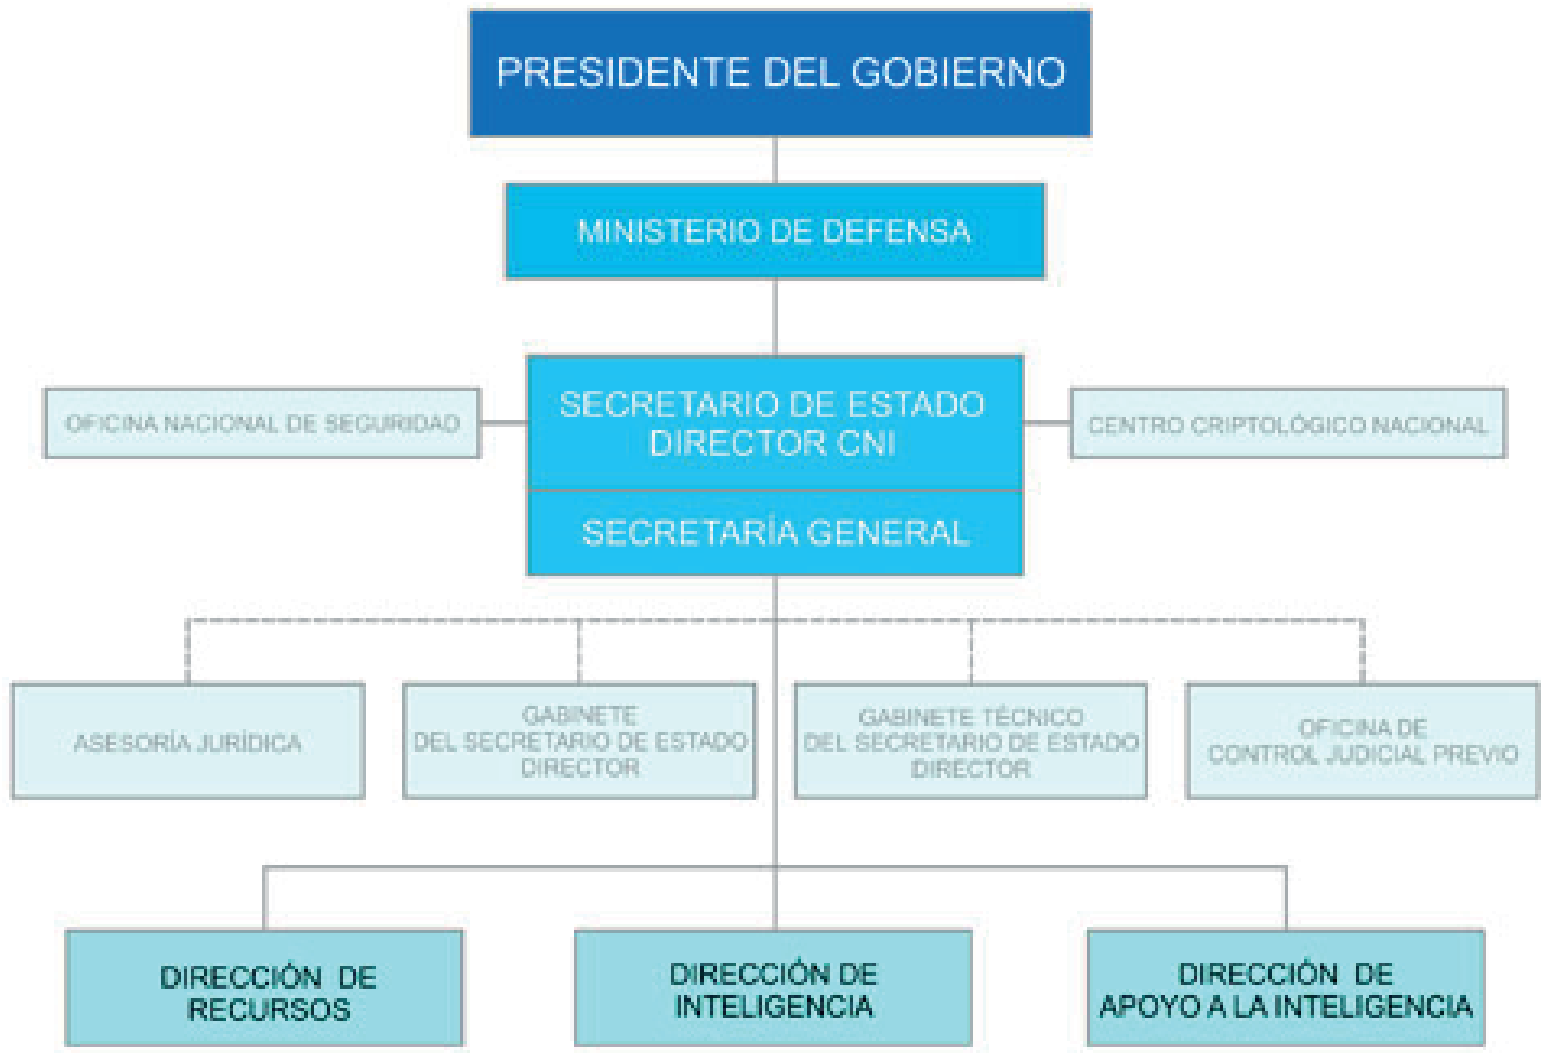 PRESIDENTE DEL GOBIERNO
MINISTERIO DE DEFENSA
OFICINA NACIONAL DE SEGURIDAD
SECRETARIO DE ESTADO
DIRECTOR CNI
CENTRO CRIPTOLÓGICO NACIONAL
SECRETARÍA GENERAL
ASESORÍA JURÍDICA
GABINETE
DEL SECRETARIO DE ESTADO
DIRECTOR
GABINETE TÉCNICO
DEL SECRETARIO DE ESTADO
DIRECTOR
OFICINA DE
CONTROL JUDICIAL PREVIO
DIRECCIÓN DE
RECURSOS
DIRECCIÓN DE
INTELIGENCIA
DIRECCIÓN DE
APOYO A LA INTELIGENCIA